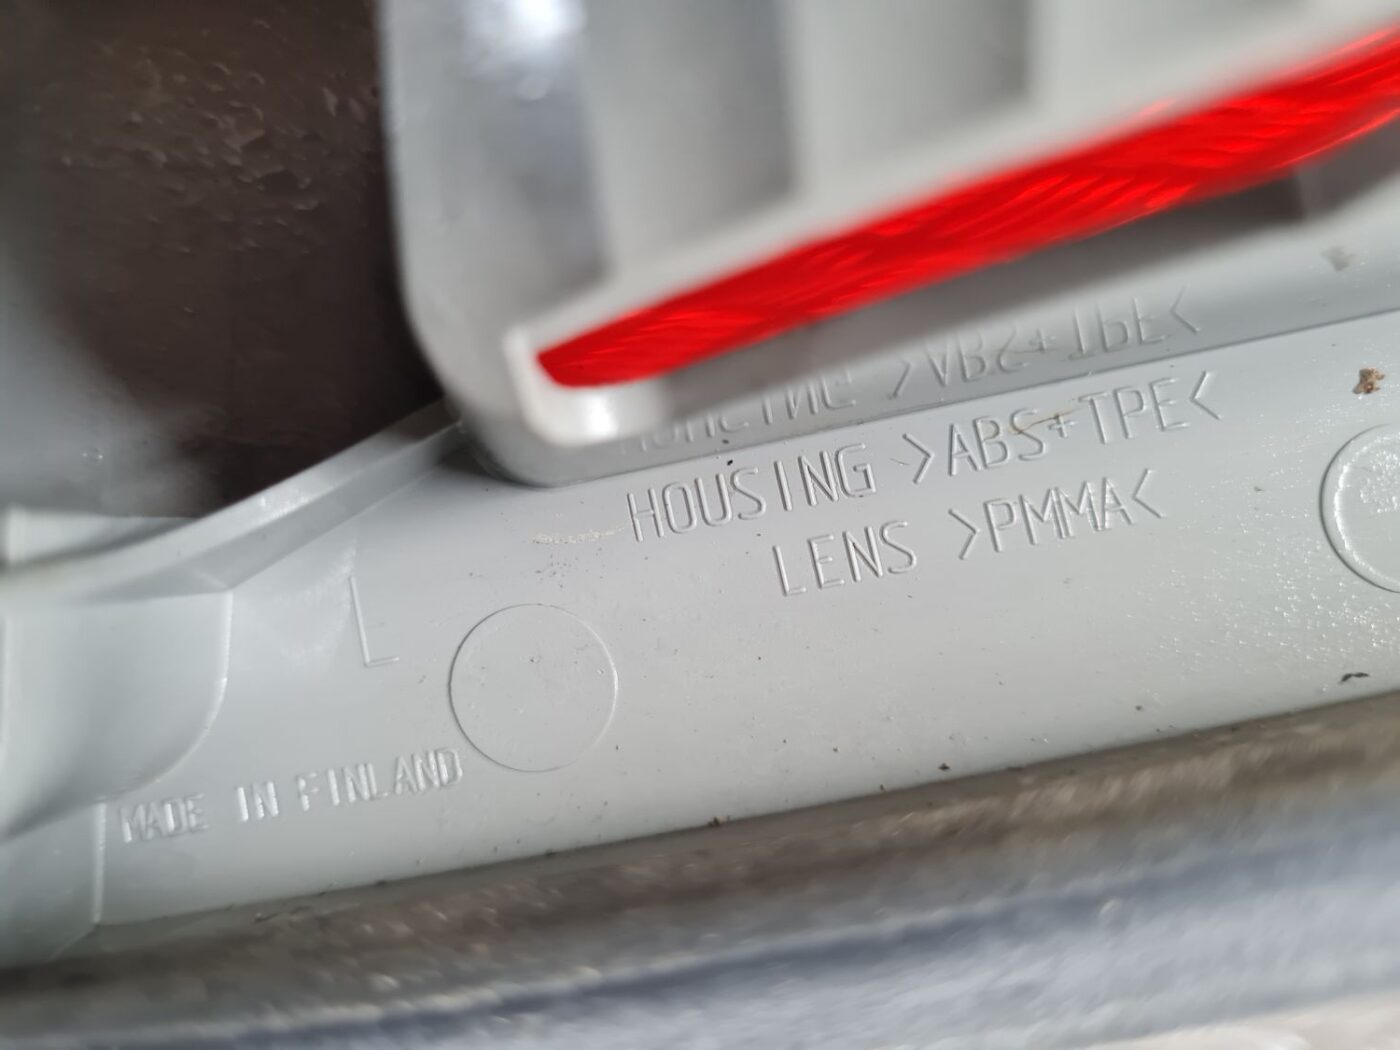 HOUSING >ABS+TPE<
LENS >PMMA<
L
MADE IN FINLAND